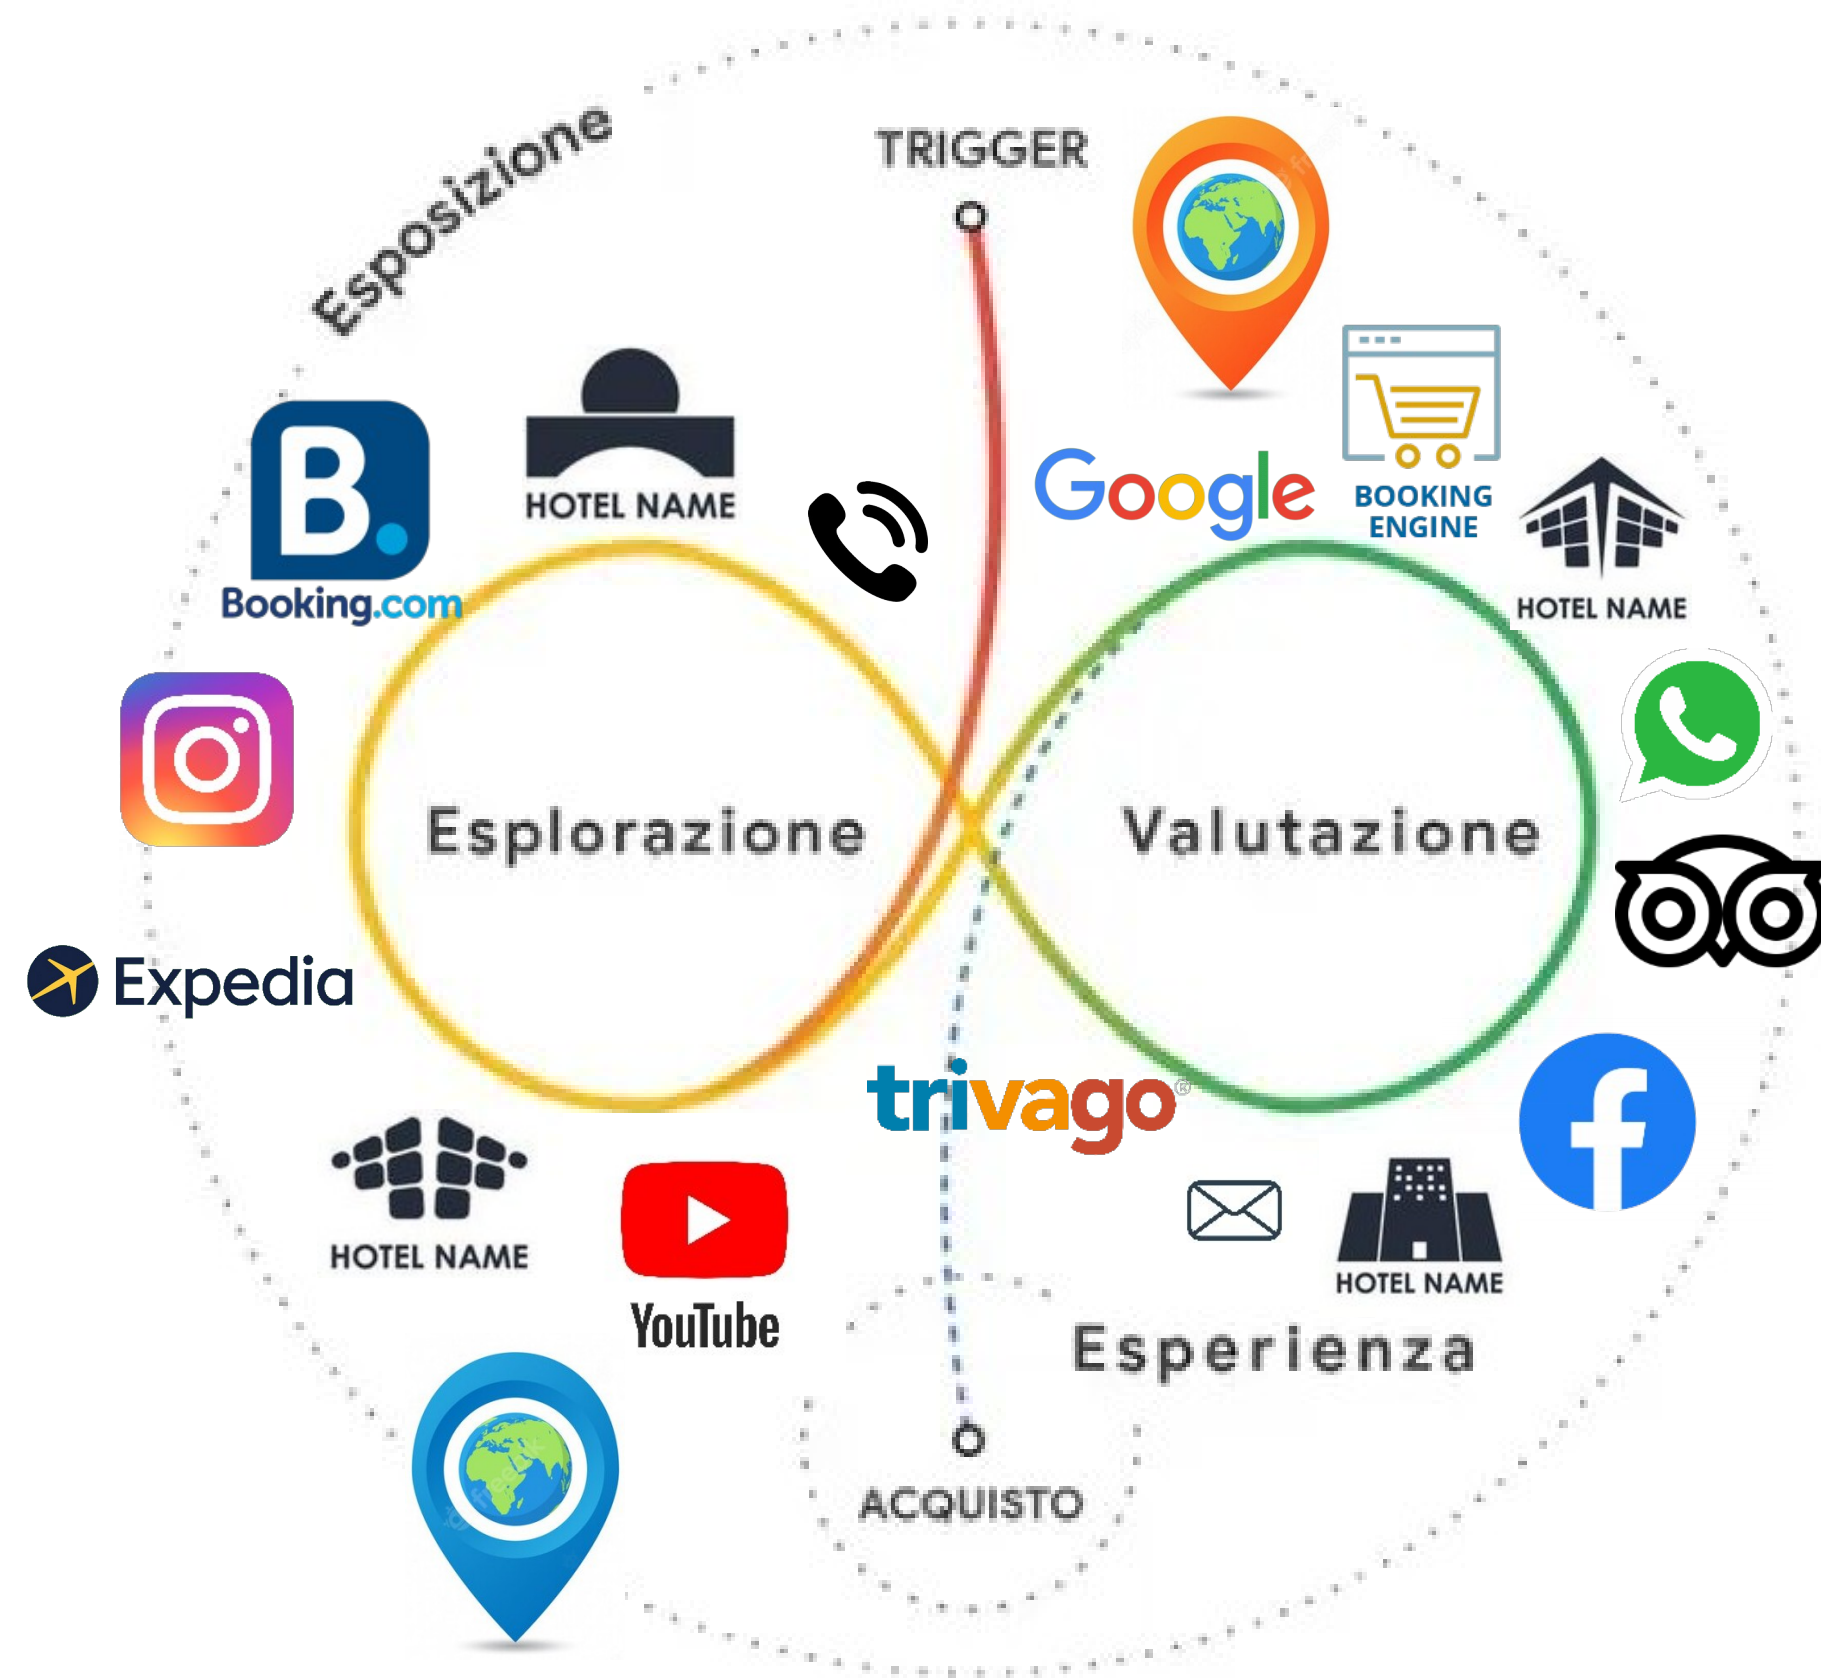 Esposizione
TRIGGER
HOTEL NAME
Booking.com
B.
Google
BOOKING
ENGINE
HOTEL NAME
Esplorazione
Valutazione
Expedia
trivago®
HOTEL NAME
YouTube
HOTEL NAME
Esperienza
ACQUISTO